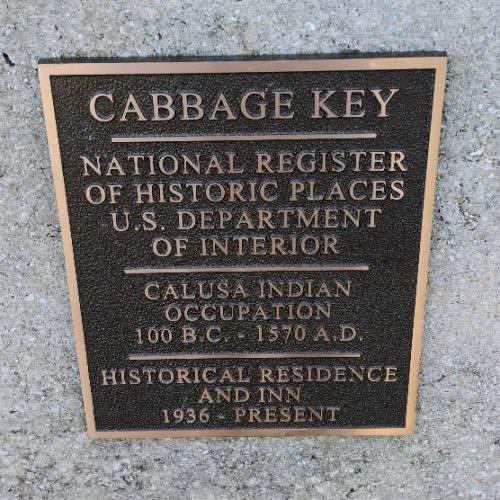 CABBAGE KEY
NATIONAL REGISTER
OF HISTORIC PLACES
U.S. DEPARTMENT
OF INTERIOR
CALUSA INDIAN
OCCUPATION
100 B.C. - 1570 A.D.
HISTORICAL RESIDENCE
AND INN
1936 - PRESENT